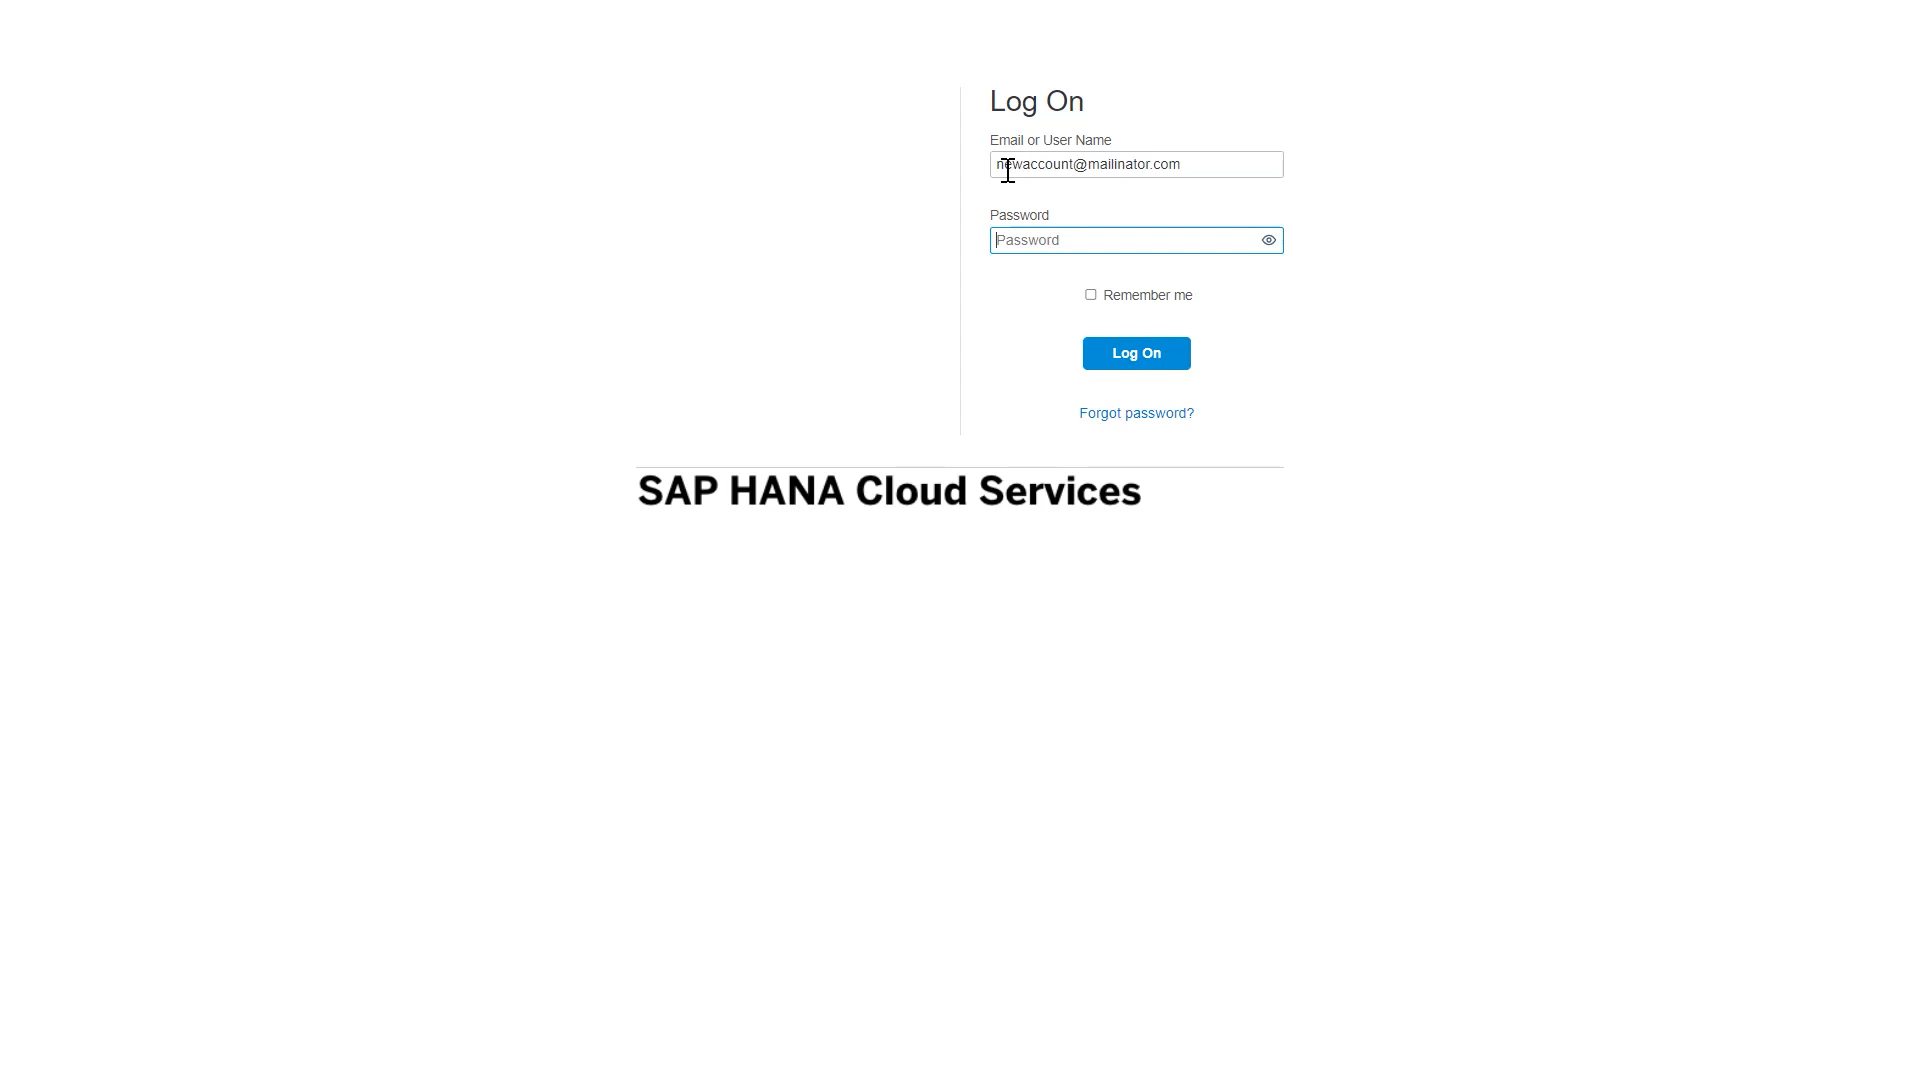 Log On
Email or User Name
newaccount@mailinator.com
Password
Password
Remember me
Log On
Forgot password?
SAP HANA Cloud Services